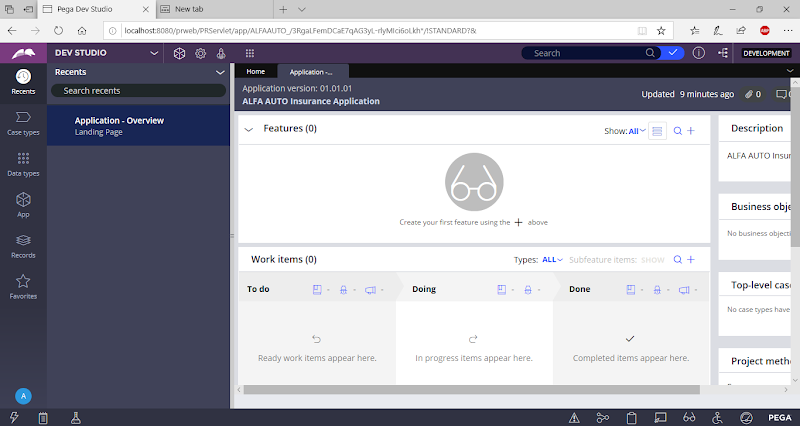 Pega Dev Studio
New tab
localhost:8080/prweb/PRServlet/app/ALFAAUTO_/3RgaLFemDCaE7qAG3yL-rlyMIci6oLkh*/!STANDARD?&
DEV STUDIO
Search
DEVELOPMENT
Recents
Recents
Search recents
Application - Overview
Landing Page
Case types
Data types
App
Records
Favorites
A
Home
Application -...
Application version: 01.01.01
ALFA AUTO Insurance Application
Updated 9 minutes ago
0
Features (0)
Show: All
Create your first feature using the + above
Work items (0)
Types: ALL
Subfeature items: SHOW
To do
Doing
Done
Ready work items appear here.
In progress items appear here.
Completed items appear here.
Description
ALFA AUTO Insur
Business obje
No business objecti
Top-level case
No case types have
Project meth
PEGA